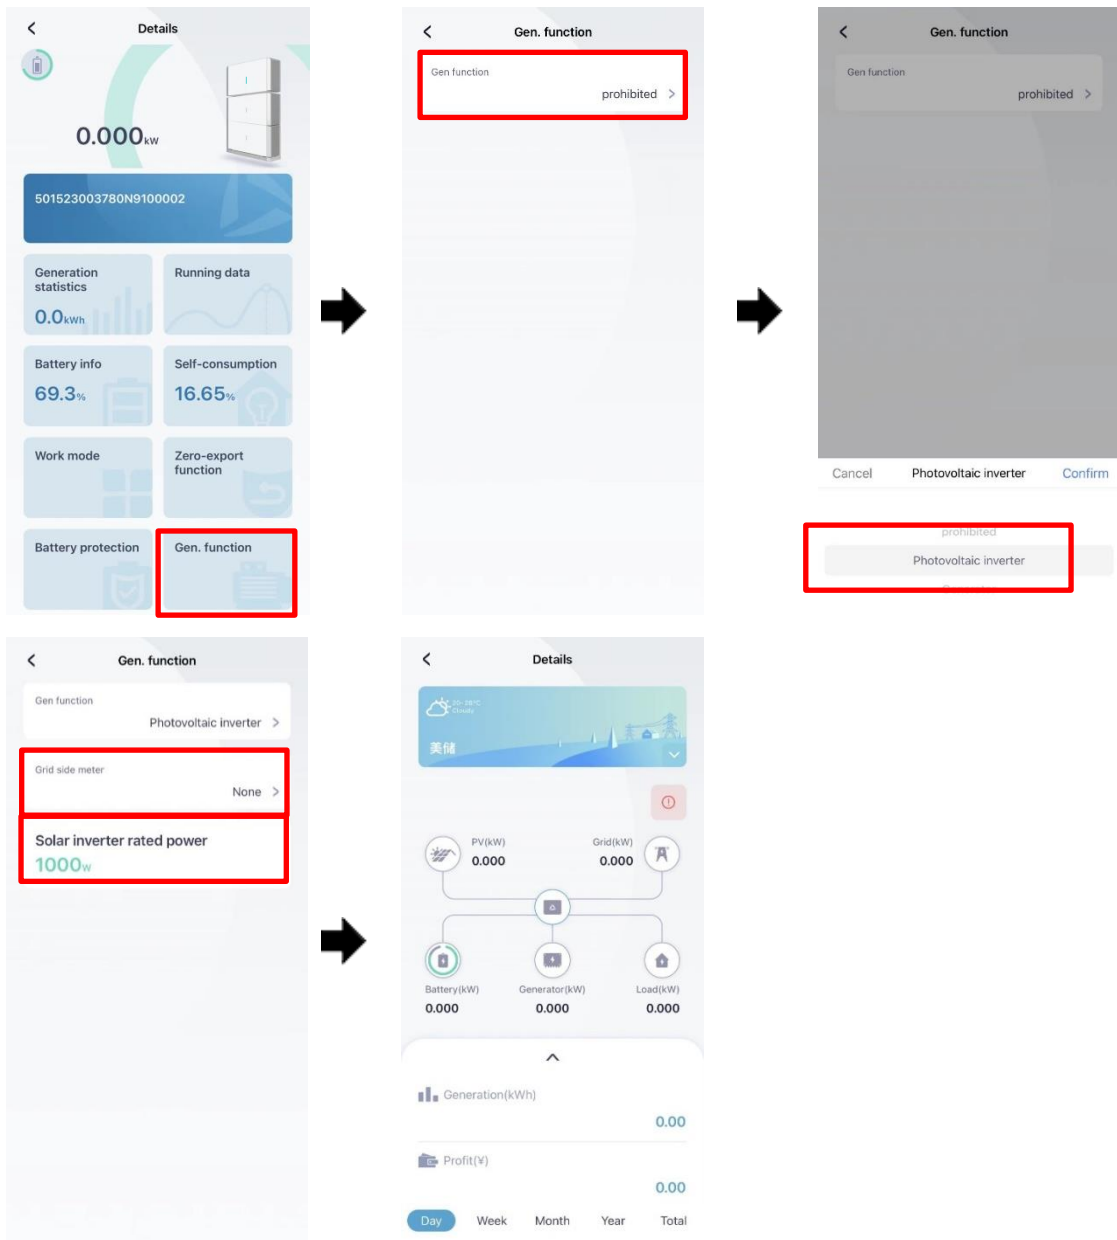 Details
0.000kW
501523003780N9100002
Generation
statistics
0.0kWh
Running data
Battery info
69.3%
Self-consumption
16.65%
Work mode
Zero-export
function
Battery protection
Gen. function
Gen. function
Gen function
prohibited
Gen. function
Gen function
prohibited
Cancel
Photovoltaic inverter
Confirm
prohibited
Photovoltaic inverter
Gen. function
Gen function
Photovoltaic inverter
Grid side meter
None
Solar inverter rated power
1000W
Details
Cloudy
美储
PV(kW)
0.000
Grid(kW)
0.000
Battery(kW)
0.000
Generator(kW)
0.000
Load(kW)
0.000
Generation(kWh)
0.00
Profit(¥)
0.00
Day Week Month Year Total